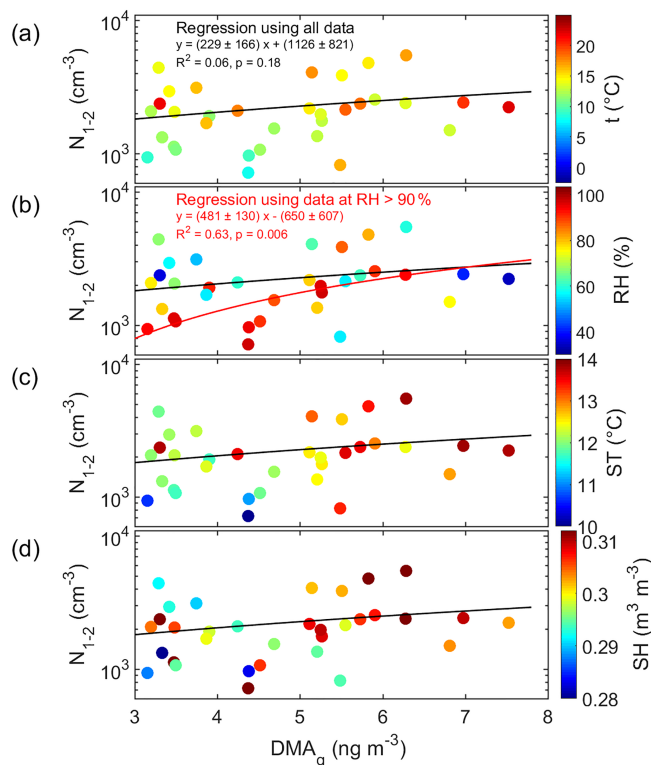 (a)
10⁴
10³
N₁₋₂ (cm⁻³)
Regression using all data
y = (229 ± 166) x + (1126 ± 821)
R² = 0.06, p = 0.18
20
15
10
5
0
t (°C)
(b)
10⁴
10³
N₁₋₂ (cm⁻³)
Regression using data at RH > 90 %
y = (481 ± 130) x - (650 ± 607)
R² = 0.63, p = 0.006
100
80
60
40
RH (%)
(c)
10⁴
10³
N₁₋₂ (cm⁻³)
14
13
12
11
10
ST (°C)
(d)
10⁴
10³
N₁₋₂ (cm⁻³)
0.31
0.3
0.29
0.28
SH (m³ m⁻³)
3 4 5 6 7 8
DMA_g (ng m⁻³)